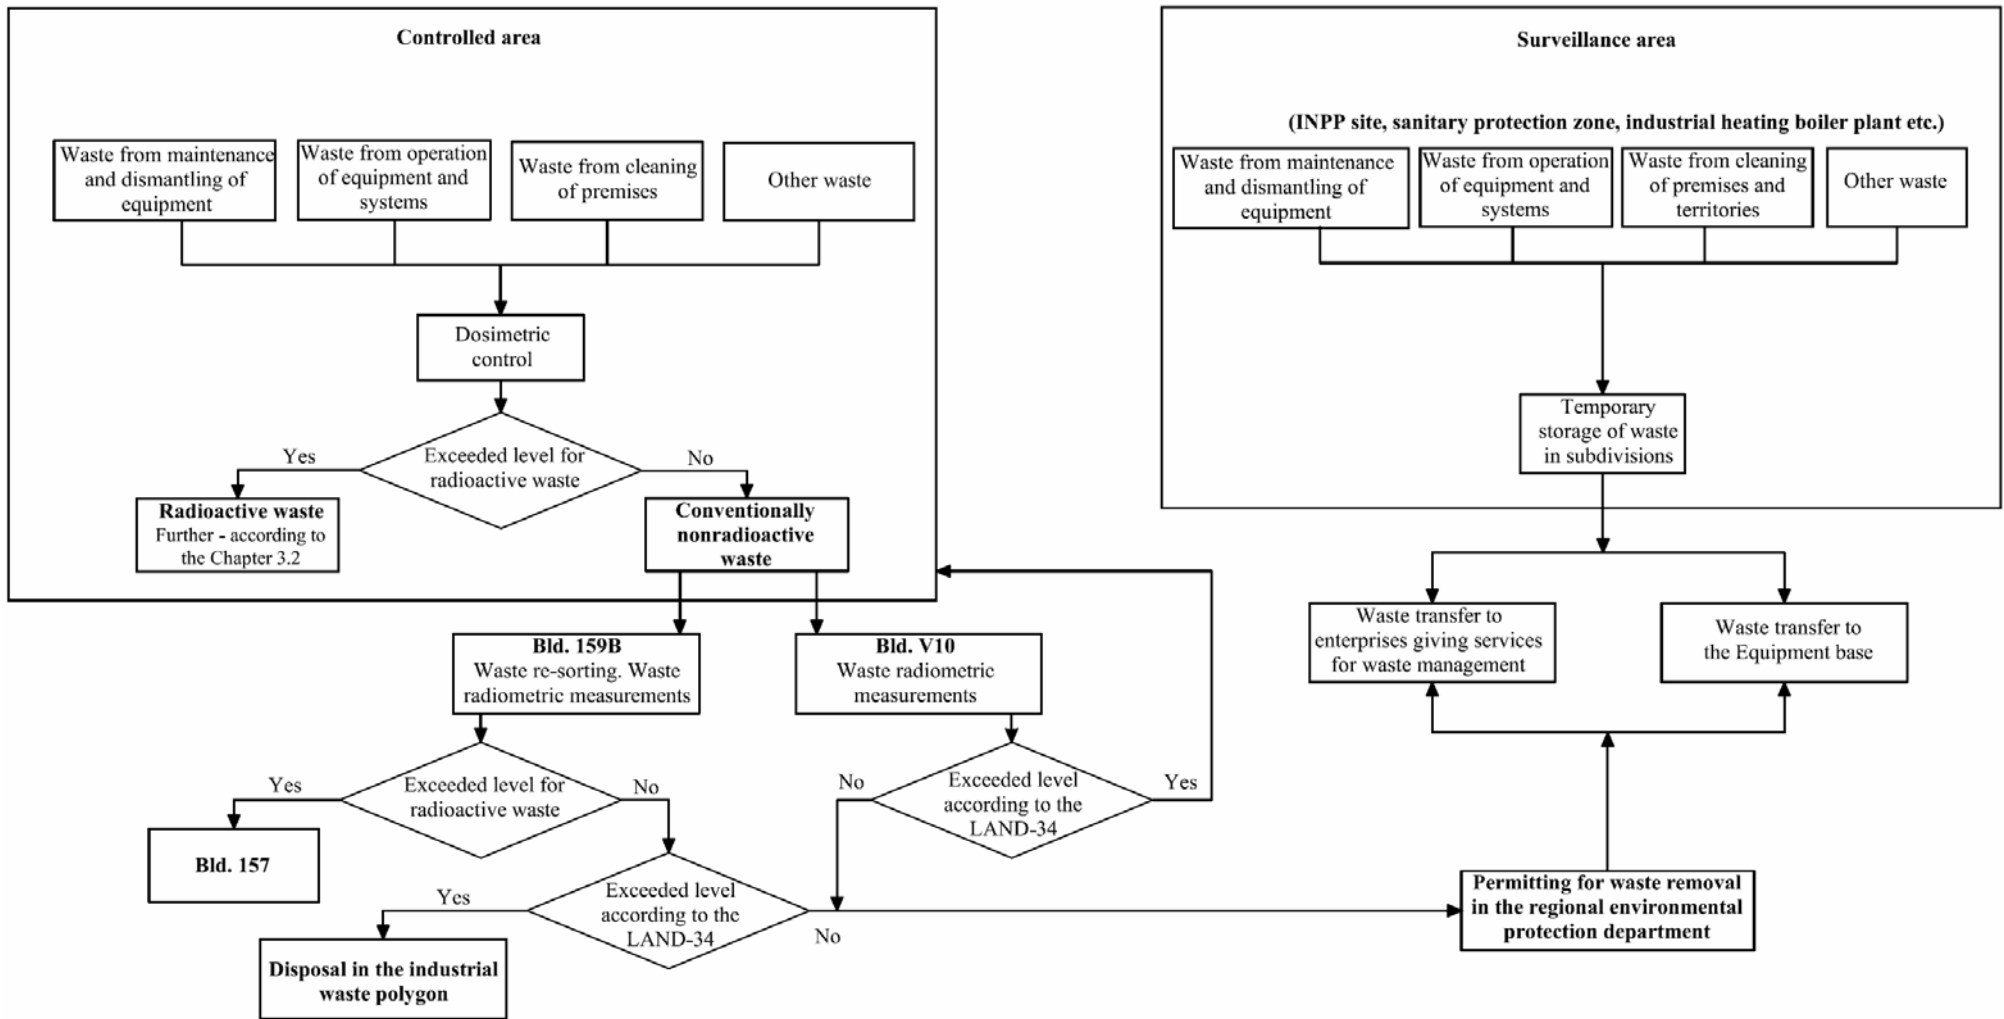 Controlled area
Waste from maintenance
and dismantling of
equipment
Waste from operation
of equipment and
systems
Waste from cleaning
of premises
Other waste
Dosimetric
control
Exceeded level for
radioactive waste
Yes
No
Radioactive waste
Further - according to
the Chapter 3.2
Conventionally
nonradioactive
waste
Surveillance area
(INPP site, sanitary protection zone, industrial heating boiler plant etc.)
Waste from maintenance
and dismantling of
equipment
Waste from operation
of equipment and
systems
Waste from cleaning
of premises and
territories
Other waste
Temporary
storage of waste
in subdivisions
Waste transfer to
enterprises giving services
for waste management
Waste transfer to
the Equipment base
Bld. 159B
Waste re-sorting. Waste
radiometric measurements
Bld. V10
Waste radiometric
measurements
Exceeded level for
radioactive waste
Yes
No
Exceeded level
according to the
LAND-34
No
Yes
Bld. 157
Exceeded level
according to the
LAND-34
Yes
No
Disposal in the industrial
waste polygon
Permitting for waste removal
in the regional environmental
protection department